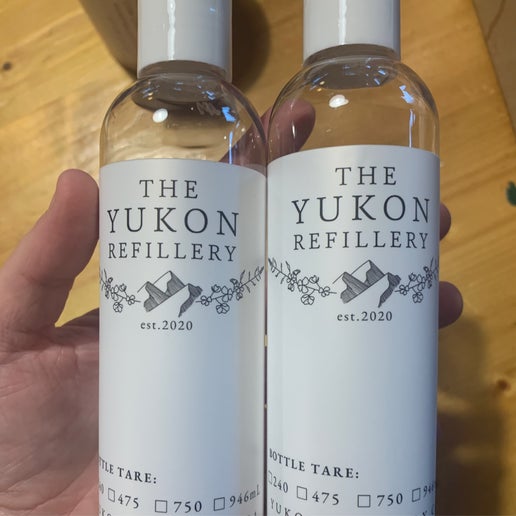 THE
YUKON
REFILLERY
est.2020
TARE:
☐ 475 ☐ 750 ☐ 946mL
THE
YUKON
REFILLERY
est.2020
BOTTLE TARE:
☐ 240 ☐ 475 ☐ 750